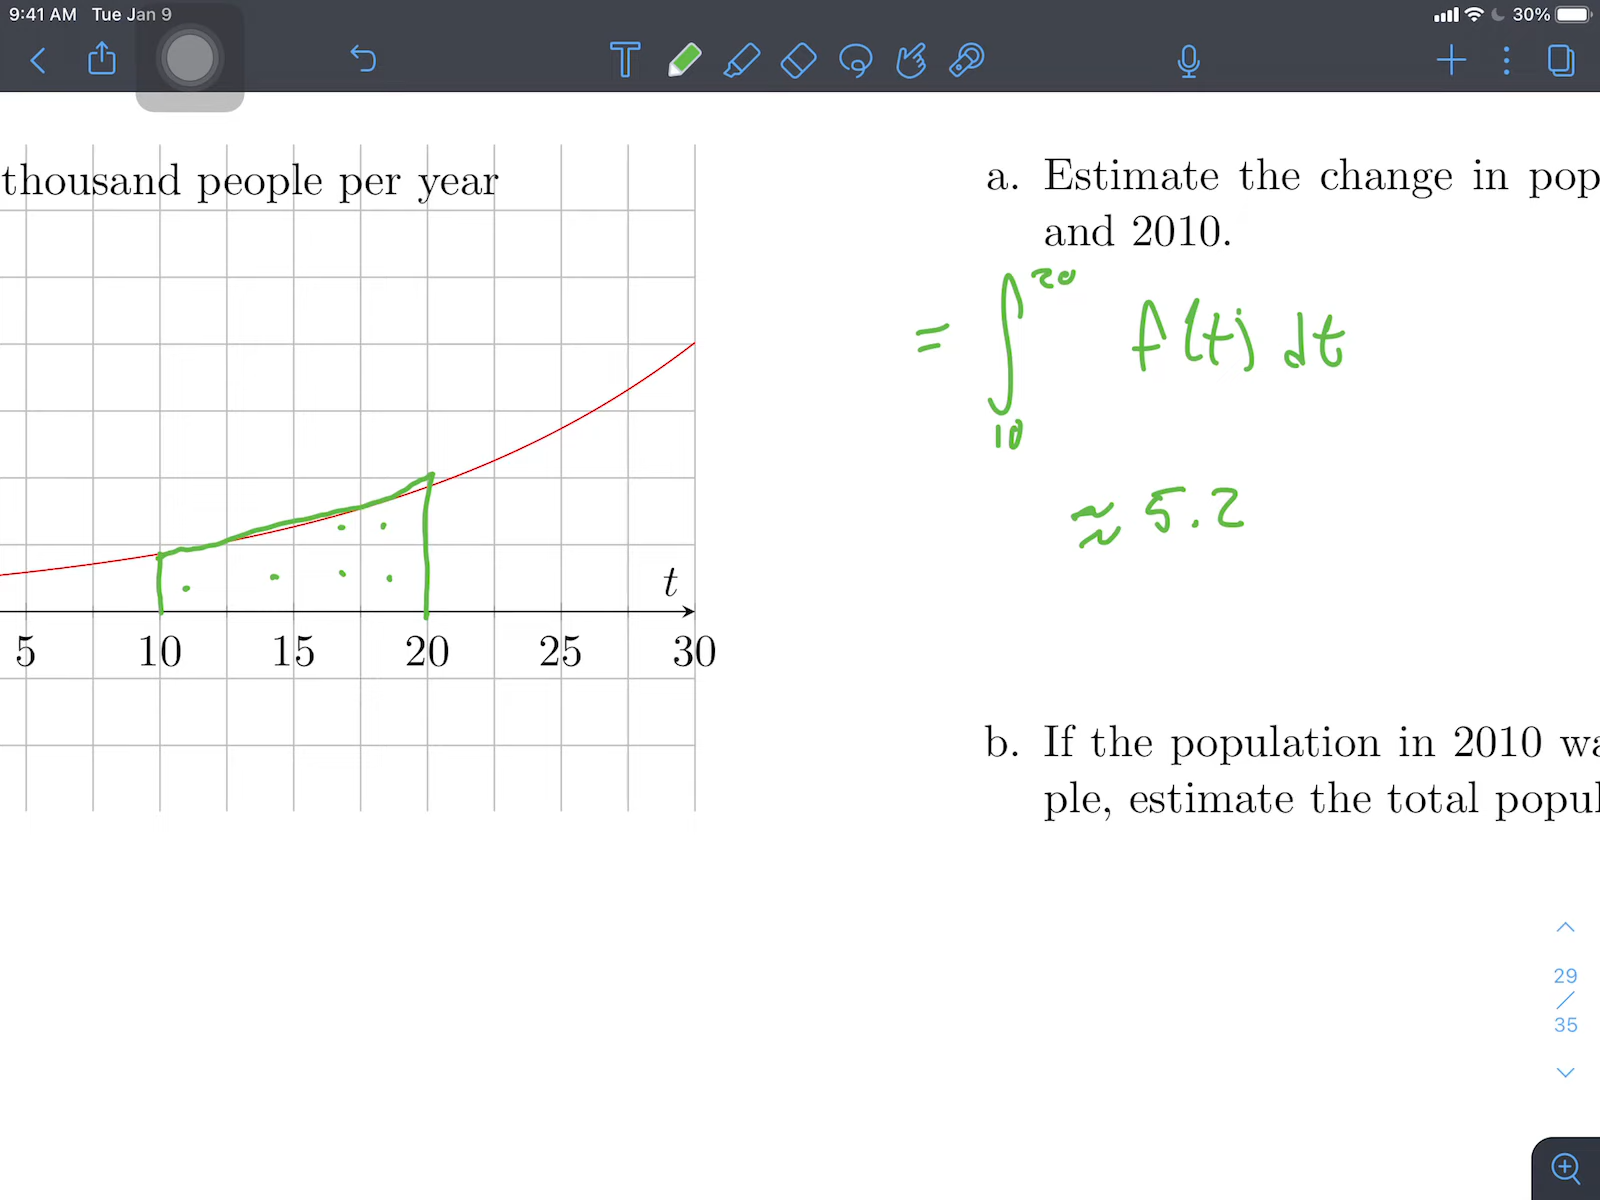 9:41 AM Tue Jan 9
30%
thousand people per year
t
5 10 15 20 25 30
a. Estimate the change in pop
and 2010.
= ∫₁₀²⁰ f(t) dt
≈ 5.2
b. If the population in 2010 wa
ple, estimate the total popul
29
/
35